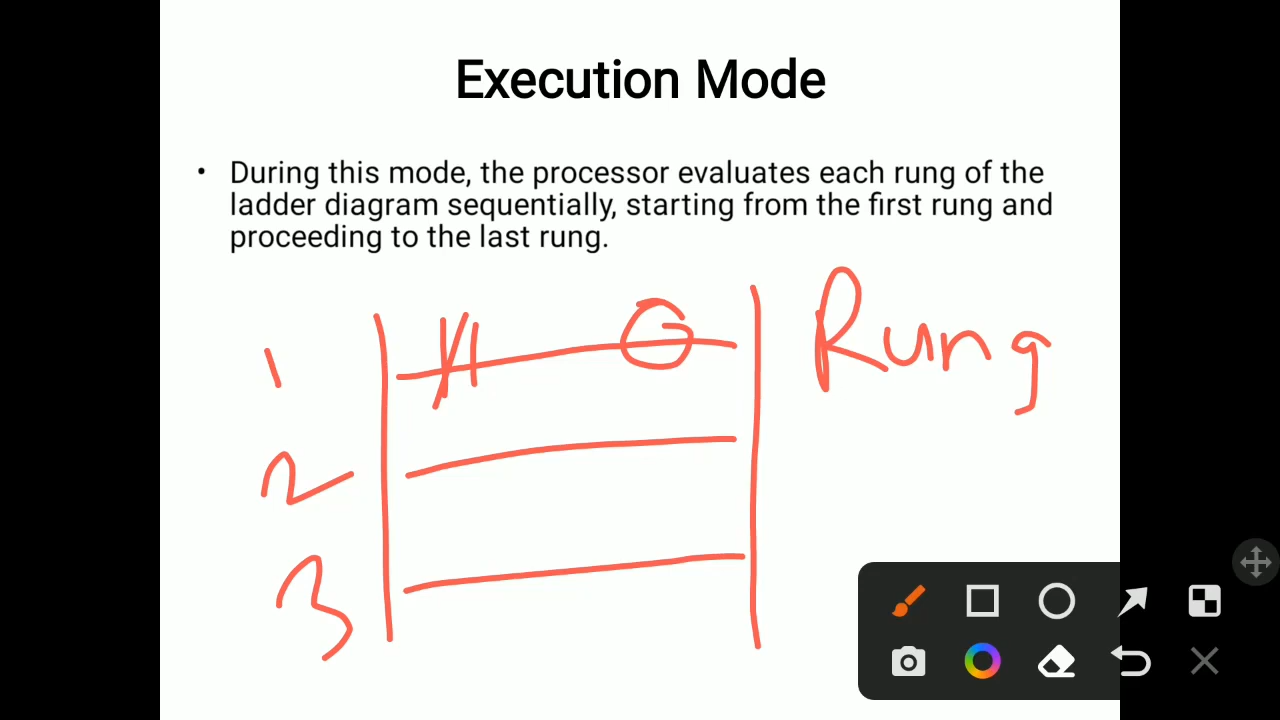 Execution Mode
• During this mode, the processor evaluates each rung of the
ladder diagram sequentially, starting from the first rung and
proceeding to the last rung.
Rung
1
2
3